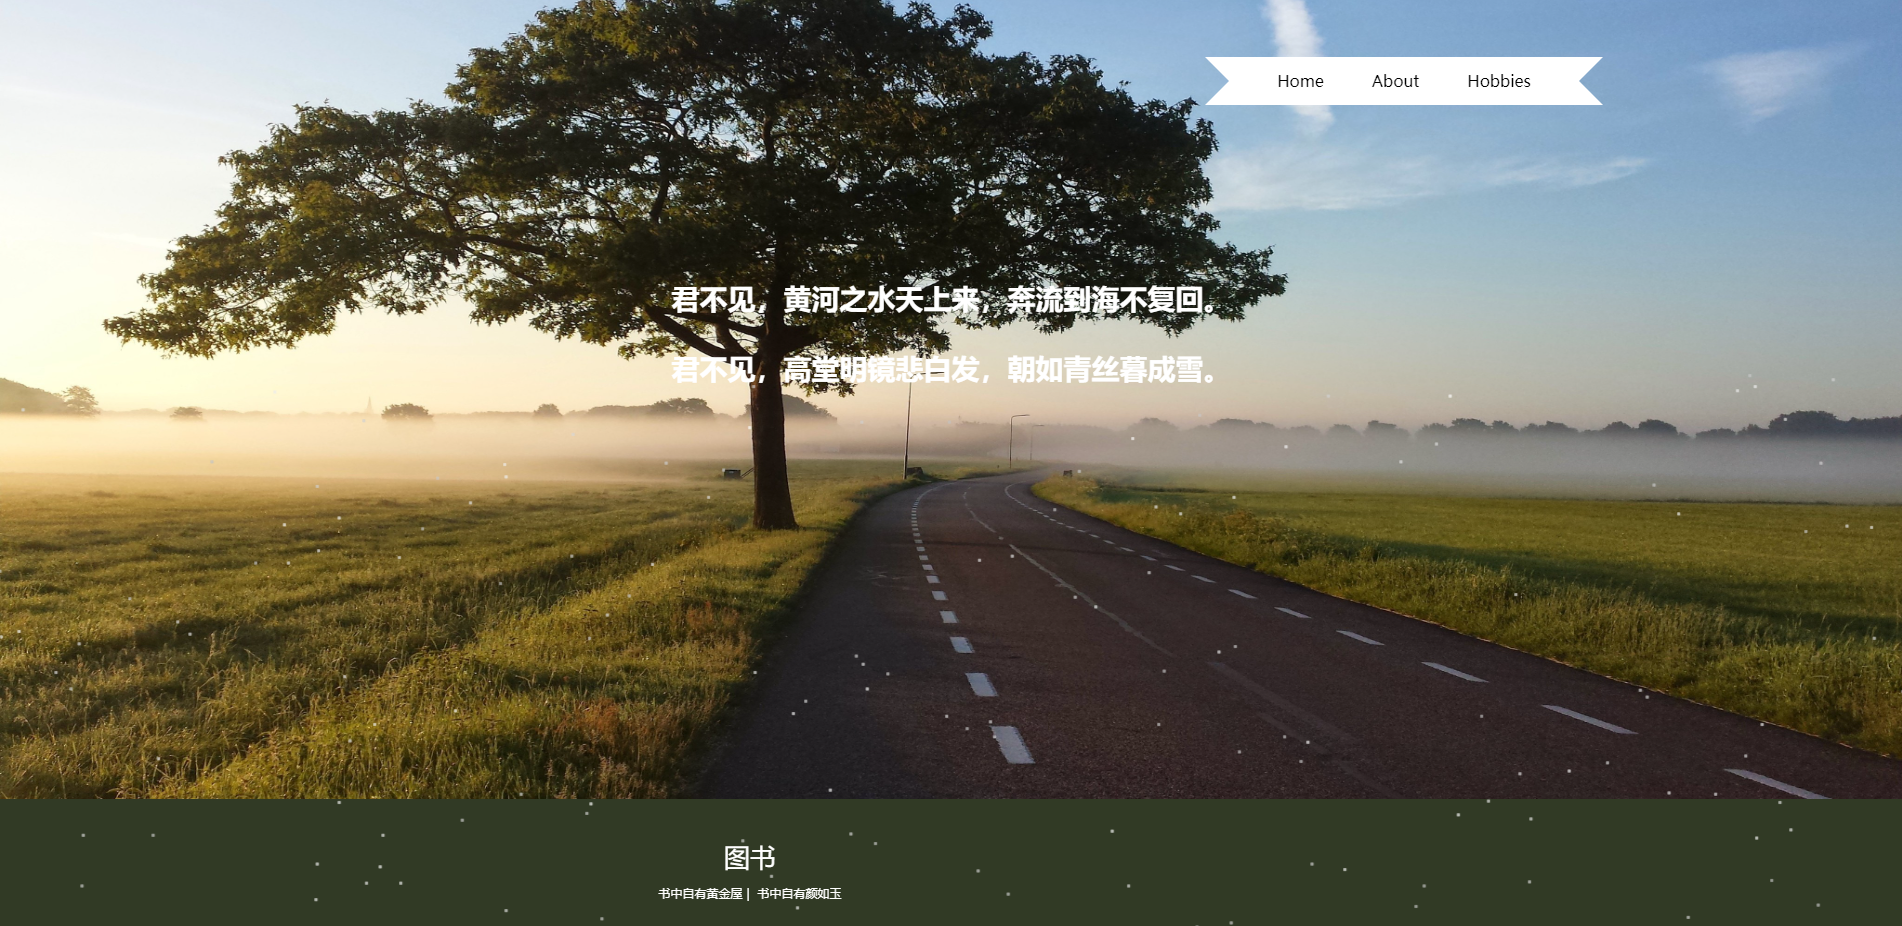 Home About Hobbies
君不见，黄河之水天上来，奔流到海不复回。
君不见，高堂明镜悲白发，朝如青丝暮成雪。
图书
书中自有黄金屋 | 书中自有颜如玉